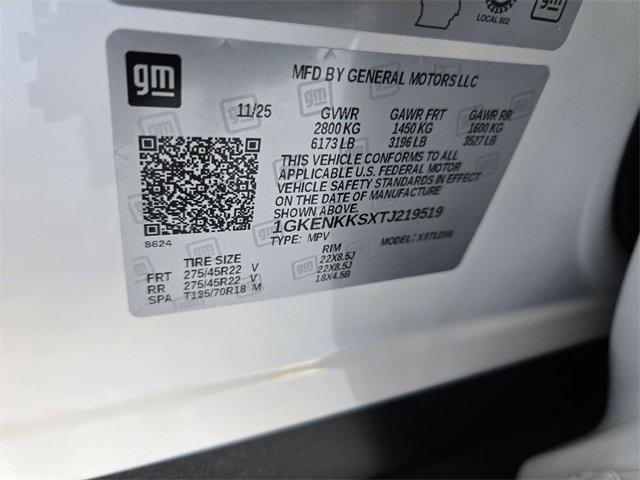 LOCAL 602
gm
gm
MFD BY GENERAL MOTORS LLC
11/25 GVWR GAWR FRT GAWR RR
2800 KG 1450 KG 1600 KG
6173 LB 3196 LB 3527 LB
THIS VEHICLE CONFORMS TO ALL
APPLICABLE U.S. FEDERAL MOTOR
VEHICLE SAFETY STANDARDS IN EFFECT
ON THE DATE OF MANUFACTURE
SHOWN ABOVE.
1GKENKKSXTJ219519
8624 TYPE: MPV MODEL:
TIRE SIZE RIM
FRT 275/45R22 V 22X8.5J
RR 275/45R22 V 22X8.5J
SPA T135/70R18 M 18X4.5B